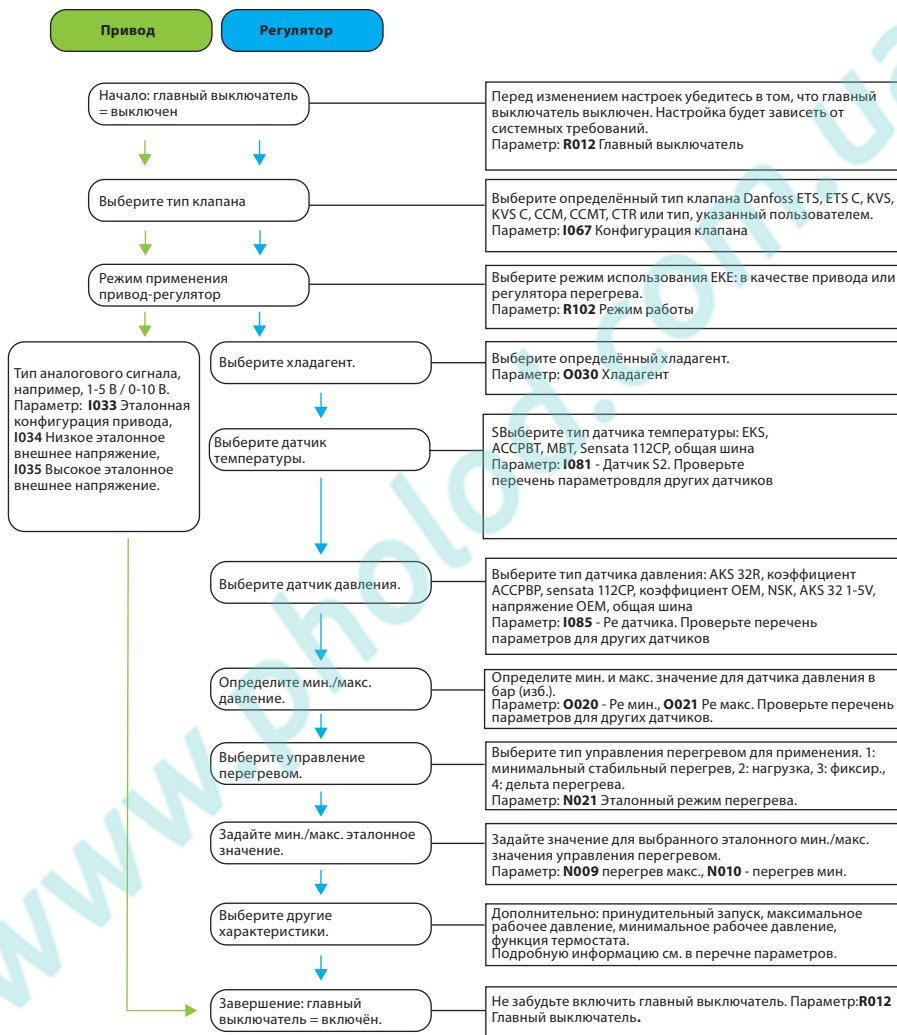 Привод
Регулятор
Начало: главный выключатель
= выключен
Перед изменением настроек убедитесь в том, что главный
выключатель выключен. Настройка будет зависеть от
системных требований.
Параметр: R012 Главный выключатель
Выберите тип клапана
Выберите определённый тип клапана Danfoss ETS, ETS C, KVS,
KVS C, CCM, CCMT, CTR или тип, указанный пользователем.
Параметр: I067 Конфигурация клапана
Режим применения
привод-регулятор
Выберите режим использования EKE: в качестве привода или
регулятора перегрева.
Параметр: R102 Режим работы
Тип аналогового сигнала,
например, 1-5 В / 0-10 В.
Параметр: I033 Эталонная
конфигурация привода,
I034 Низкое эталонное
внешнее напряжение,
I035 Высокое эталонное
внешнее напряжение.
Выберите хладагент.
Выберите определённый хладагент.
Параметр: O030 Хладагент
Выберите датчик
температуры.
SВыберите тип датчика температуры: EKS,
ACCPBT, MBT, Sensata 112CP, общая шина
Параметр: I081 - Датчик S2. Проверьте
перечень параметровдля других датчиков
Выберите датчик давления.
Выберите тип датчика давления: AKS 32R, коэффициент
ACCPBP, sensata 112CP, коэффициент OEM, NSK, AKS 32 1-5V,
напряжение OEM, общая шина
Параметр: I085 - Pe датчика. Проверьте перечень
параметров для других датчиков
Определите мин./макс.
давление.
Определите мин. и макс. значение для датчика давления в
бар (изб.).
Параметр: O020 - Pe мин., O021 Pe макс. Проверьте перечень
параметров для других датчиков.
Выберите управление
перегревом.
Выберите тип управления перегревом для применения. 1:
минимальный стабильный перегрев, 2: нагрузка, 3: фиксир.,
4: дельта перегрева.
Параметр: N021 Эталонный режим перегрева.
Задайте мин./макс. эталонное
значение.
Задайте значение для выбранного эталонного мин./макс.
значения управления перегревом.
Параметр: N009 перегрев макс., N010 - перегрев мин.
Выберите другие
характеристики.
Дополнительно: принудительный запуск, максимальное
рабочее давление, минимальное рабочее давление,
функция термостата.
Подробную информацию см. в перечне параметров.
Завершение: главный
выключатель = включён.
Не забудьте включить главный выключатель. Параметр:R012
Главный выключатель.
www.pholod.com.ua